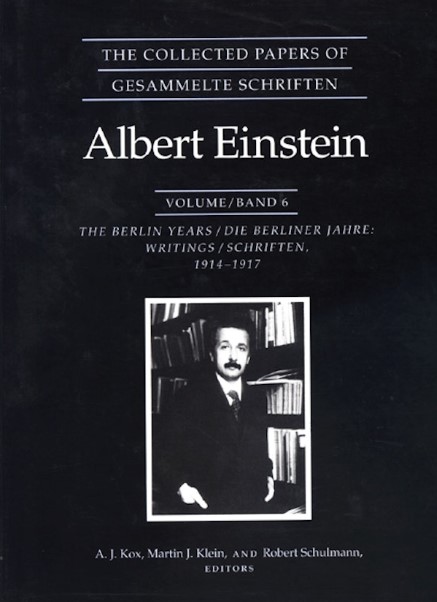 THE COLLECTED PAPERS OF
GESAMMELTE SCHRIFTEN
Albert Einstein
VOLUME/BAND 6
THE BERLIN YEARS/DIE BERLINER JAHRE:
WRITINGS/SCHRIFTEN,
1914–1917
A. J. Kox, Martin J. Klein, AND Robert Schulmann,
EDITORS